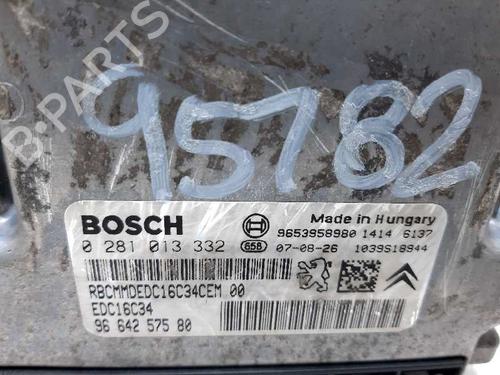 B-PARTS
95782
BOSCH
Made in Hungary
0 281 013 332
9653958980 1414 6137
658
07-08-26 1039S18944
RBCMMDEDC16C34CEM 00
EDC16C34
96 642 575 80